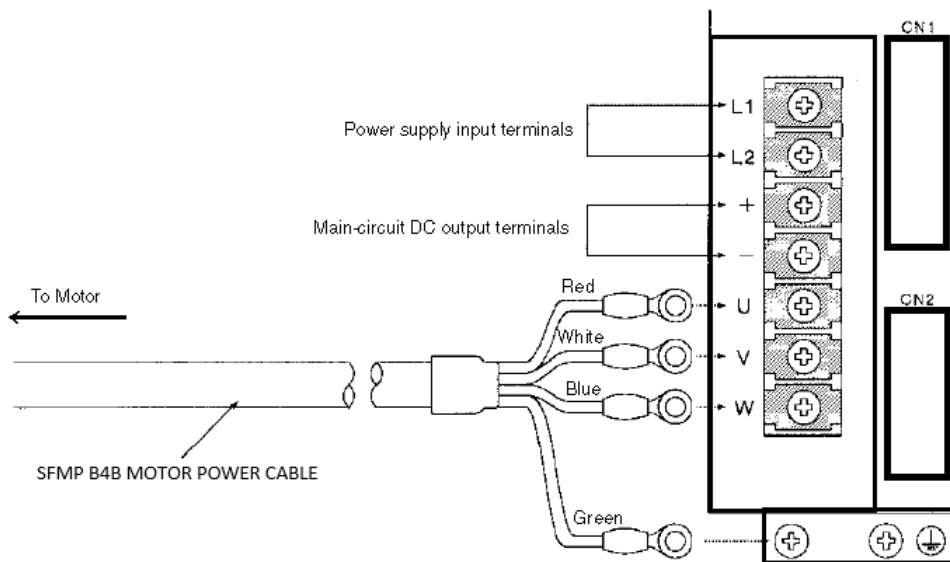 CN1
L1
Power supply input terminals
L2
+
Main-circuit DC output terminals
−
Red
To Motor
U
CN2
White
V
Blue
W
SFMP B4B MOTOR POWER CABLE
Green